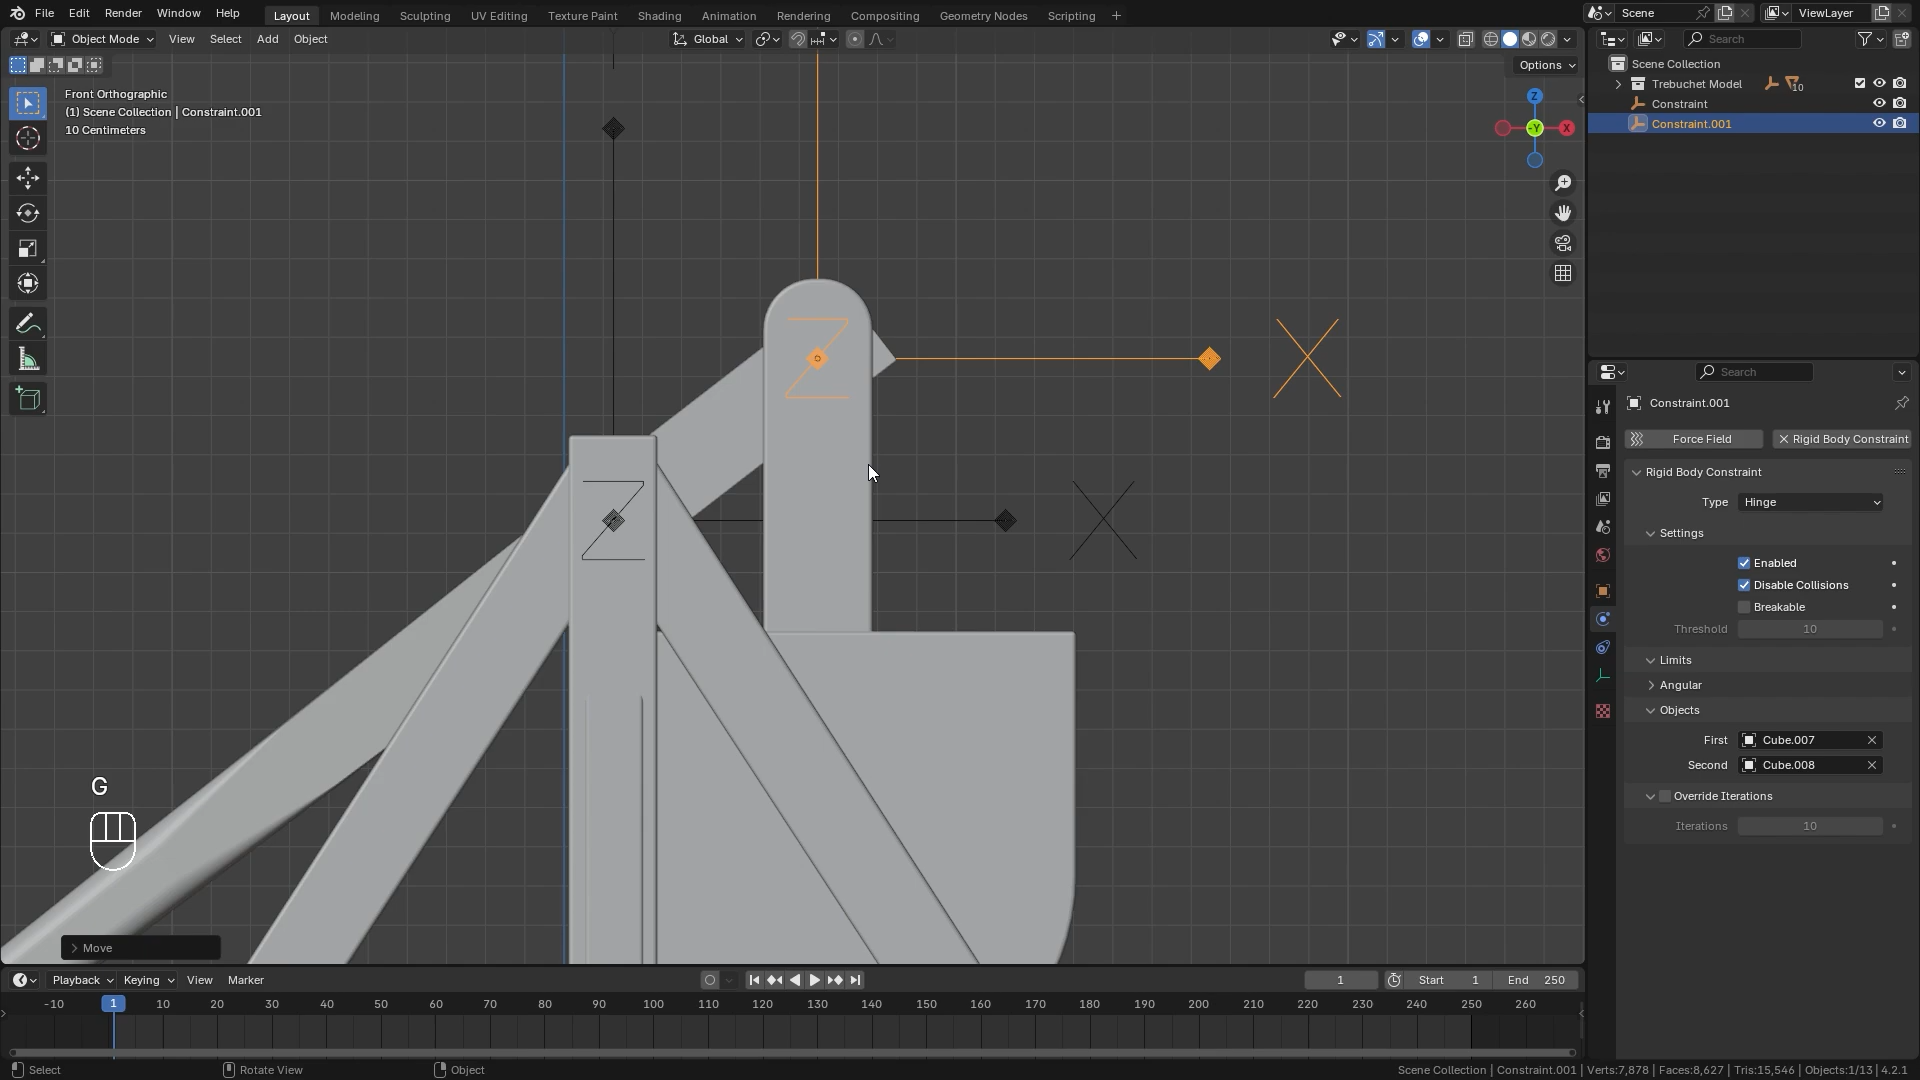 File Edit Render Window Help
Layout Modeling Sculpting UV Editing Texture Paint Shading Animation Rendering Compositing Geometry Nodes Scripting +
Scene
ViewLayer
Object Mode View Select Add Object
Global
Search
Options
Front Orthographic
(1) Scene Collection | Constraint.001
10 Centimeters
Scene Collection
Trebuchet Model 10
Constraint
Constraint.001
Z
-Y
X
Z
X
Z
X
Search
Constraint.001
Force Field
Rigid Body Constraint
Rigid Body Constraint
Type Hinge
Settings
Enabled
Disable Collisions
Breakable
Threshold 10
Limits
Angular
Objects
First Cube.007
Second Cube.008
Override Iterations
Iterations 10
G
Move
Playback Keying View Marker
1
Start 1 End 250
-10 1 10 20 30 40 50 60 70 80 90 100 110 120 130 140 150 160 170 180 190 200 210 220 230 240 250 260
Select
Rotate View
Object
Scene Collection | Constraint.001 | Verts:7,878 | Faces:8,627 | Tris:15,546 | Objects:1/13 | 4.2.1